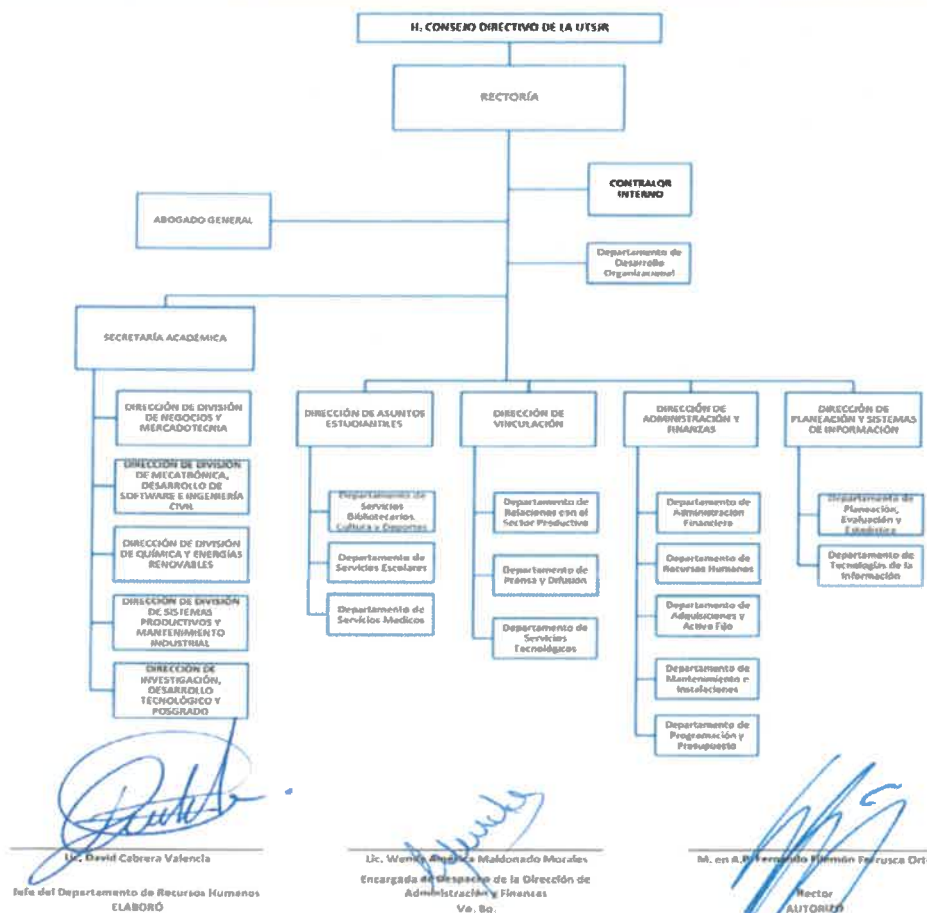 H. CONSEJO DIRECTIVO DE LA UTSJR
RECTORÍA
CONTRALOR
INTERNO
ABOGADO GENERAL
Departamento de
Desarrollo
Organizacional
SECRETARÍA ACADÉMICA
DIRECCIÓN DE DIVISIÓN
DE NEGOCIOS Y
MERCADOTECNIA
DIRECCIÓN DE DIVISIÓN
DE MECATRÓNICA,
DESARROLLO DE
SOFTWARE E INGENIERÍA
CIVIL
DIRECCIÓN DE DIVISIÓN
DE QUÍMICA Y ENERGÍAS
RENOVABLES
DIRECCIÓN DE DIVISIÓN
DE SISTEMAS
PRODUCTIVOS Y
MANTENIMIENTO
INDUSTRIAL
DIRECCIÓN DE
INVESTIGACIÓN,
DESARROLLO
TECNOLÓGICO Y
POSGRADO
DIRECCIÓN DE ASUNTOS
ESTUDIANTILES
Departamento de
Servicios
Bibliotecarios,
Cultura y Deportes
Departamento de
Servicios Escolares
Departamento de
Servicios Medicos
DIRECCIÓN DE
VINCULACIÓN
Departamento de
Relaciones con el
Sector Productivo
Departamento de
Prensa y Difusión
Departamento de
Servicios
Tecnológicos
DIRECCIÓN DE
ADMINISTRACIÓN Y
FINANZAS
Departamento de
Administración
Financiera
Departamento de
Recursos Humanos
Departamento de
Adquisiciones y
Activo Fijo
Departamento de
Mantenimiento e
Instalaciones
Departamento de
Programación y
Presupuesto
DIRECCIÓN DE
PLANEACIÓN Y SISTEMAS
DE INFORMACIÓN
Departamento de
Planeación,
Evaluación y
Estadística
Departamento de
Tecnologías de la
Información
Lic. David Cabrera Valencia
Jefe del Departamento de Recursos Humanos
ELABORÓ
Lic. Wendy Maldonado Morales
Encargada de Despacho de la Dirección de
Administración y Finanzas
Vo. Bo.
M. en A.P. Fernando Ferrusca Ort
Rector
AUTORIZÓ